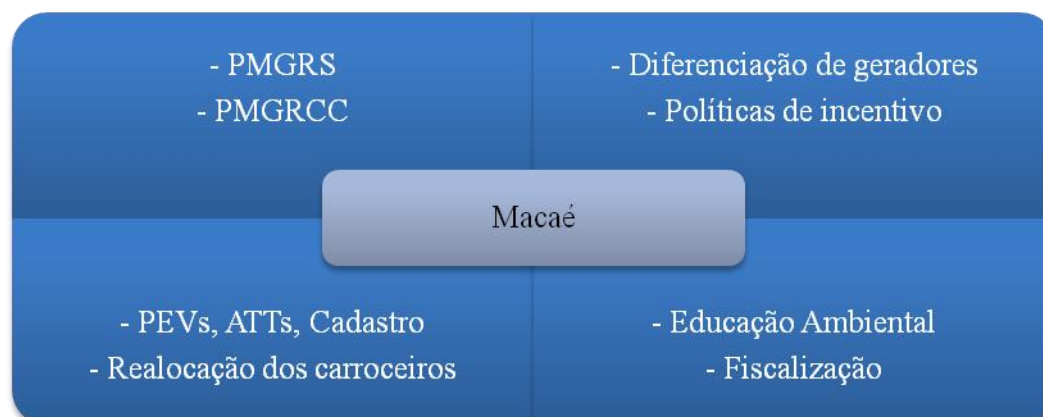 - PMGRS
- PMGRCC
- Diferenciação de geradores
- Políticas de incentivo
Macaé
- PEVs, ATTs, Cadastro
- Realocação dos carroceiros
- Educação Ambiental
- Fiscalização